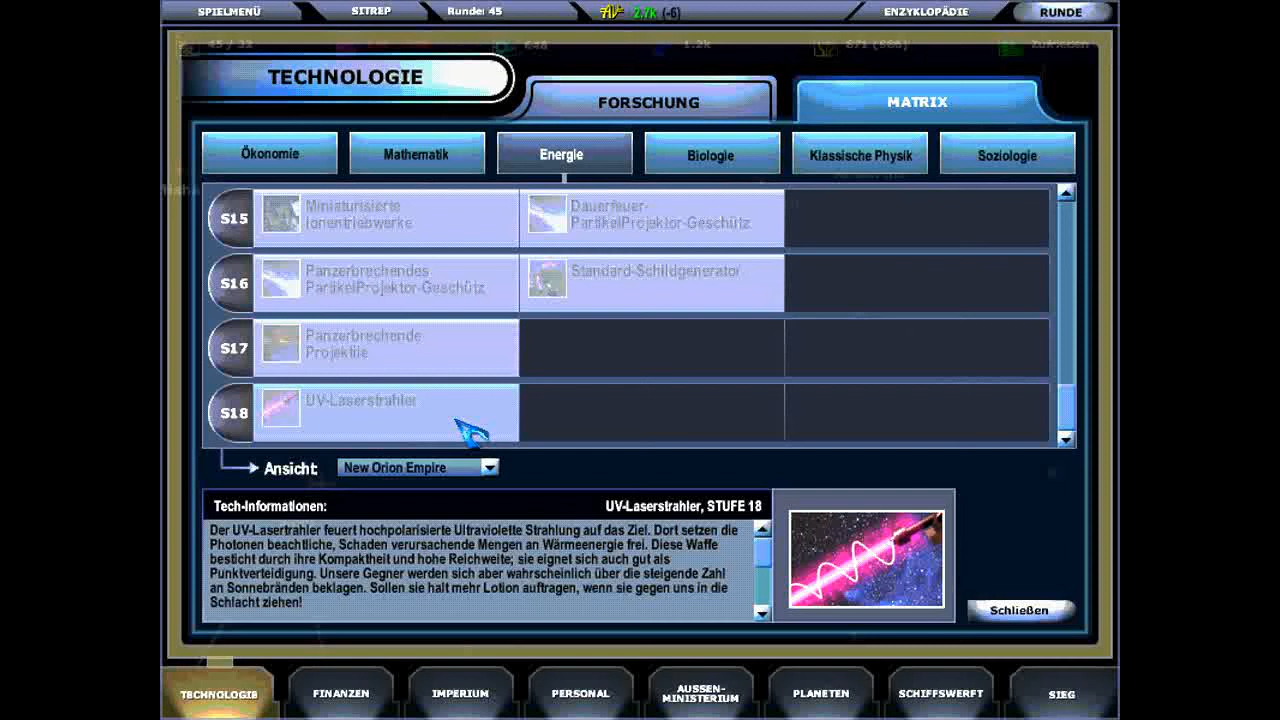 SPIELMENÜ SITREP Runde: 45 2,7k (-6) ENZYKLOPÄDIE RUNDE
TECHNOLOGIE
FORSCHUNG
MATRIX
Ökonomie Mathematik Energie Biologie Klassische Physik Soziologie
S15
Miniaturisierte
Ionentriebwerke
Dauerfeuer-
PartikelProjektor-Geschütz
S16
Panzerbrechendes
PartikelProjektor-Geschütz
Standard-Schildgenerator
S17
Panzerbrechende
Projektile
S18
UV-Laserstrahler
Ansicht: New Orion Empire
Tech-Informationen: UV-Laserstrahler, STUFE 18
Der UV-Lasertrahler feuert hochpolarisierte Ultraviolette Strahlung auf das Ziel. Dort setzen die
Photonen beachtliche, Schaden verursachende Mengen an Wärmeenergie frei. Diese Waffe
besticht durch ihre Kompaktheit und hohe Reichweite; sie eignet sich auch gut als
Punktverteidigung. Unsere Gegner werden sich aber wahrscheinlich über die steigende Zahl
an Sonnebränden beklagen. Sollen sie halt mehr Lotion auftragen, wenn sie gegen uns in die
Schlacht ziehen!
Schließen
TECHNOLOGIE FINANZEN IMPERIUM PERSONAL AUSSEN-
MINISTERIUM PLANETEN SCHIFFSWERFT SIEG